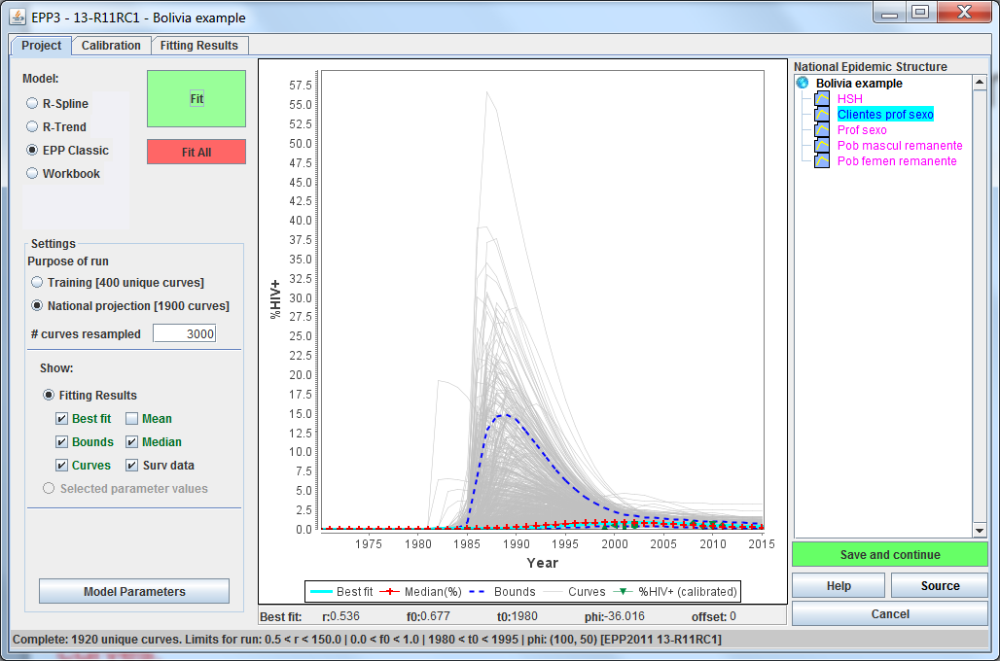 EPP3 - 13-R11RC1 - Bolivia example
Project Calibration Fitting Results
Model:
R-Spline
R-Trend
EPP Classic
Workbook
Fit
Fit All
Settings
Purpose of run
Training [400 unique curves]
National projection [1900 curves]
# curves resampled 3000
Show:
Fitting Results
Best fit Mean
Bounds Median
Curves Surv data
Selected parameter values
Model Parameters
%HIV+
57.5
55.0
52.5
50.0
47.5
45.0
42.5
40.0
37.5
35.0
32.5
30.0
27.5
25.0
22.5
20.0
17.5
15.0
12.5
10.0
7.5
5.0
2.5
0.0
1975 1980 1985 1990 1995 2000 2005 2010 2015
Year
Best fit Median(%) Bounds Curves %HIV+ (calibrated)
Best fit: r:0.536 f0:0.677 t0:1980 phi:-36.016 offset: 0
National Epidemic Structure
Bolivia example
HSH
Clientes prof sexo
Prof sexo
Pob mascul remanente
Pob femen remanente
Save and continue
Help Source
Cancel
Complete: 1920 unique curves. Limits for run: 0.5 < r < 150.0 | 0.0 < f0 < 1.0 | 1980 < t0 < 1995 | phi: (100, 50) [EPP2011 13-R11RC1]